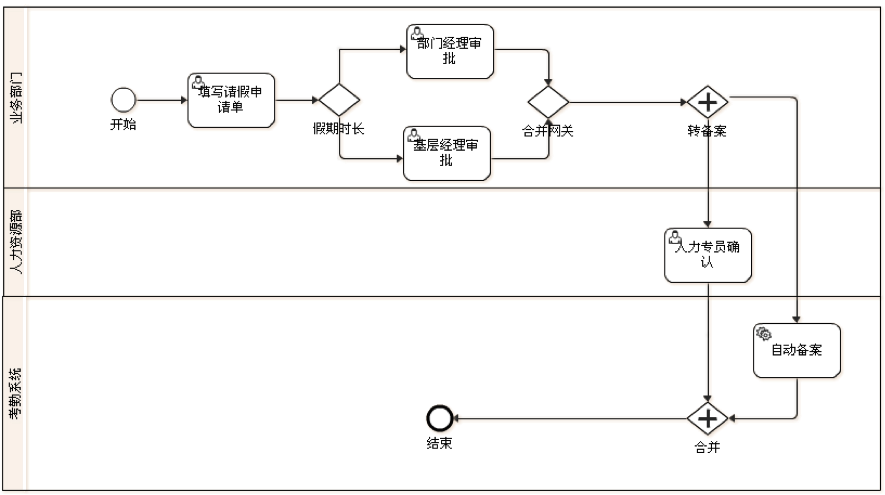 业务部门
开始
填写请假申
请单
假期时长
部门经理审
批
基层经理审
批
合并网关
转备案
人力资源部
人力专员确
认
考勤系统
自动备案
结束
合并